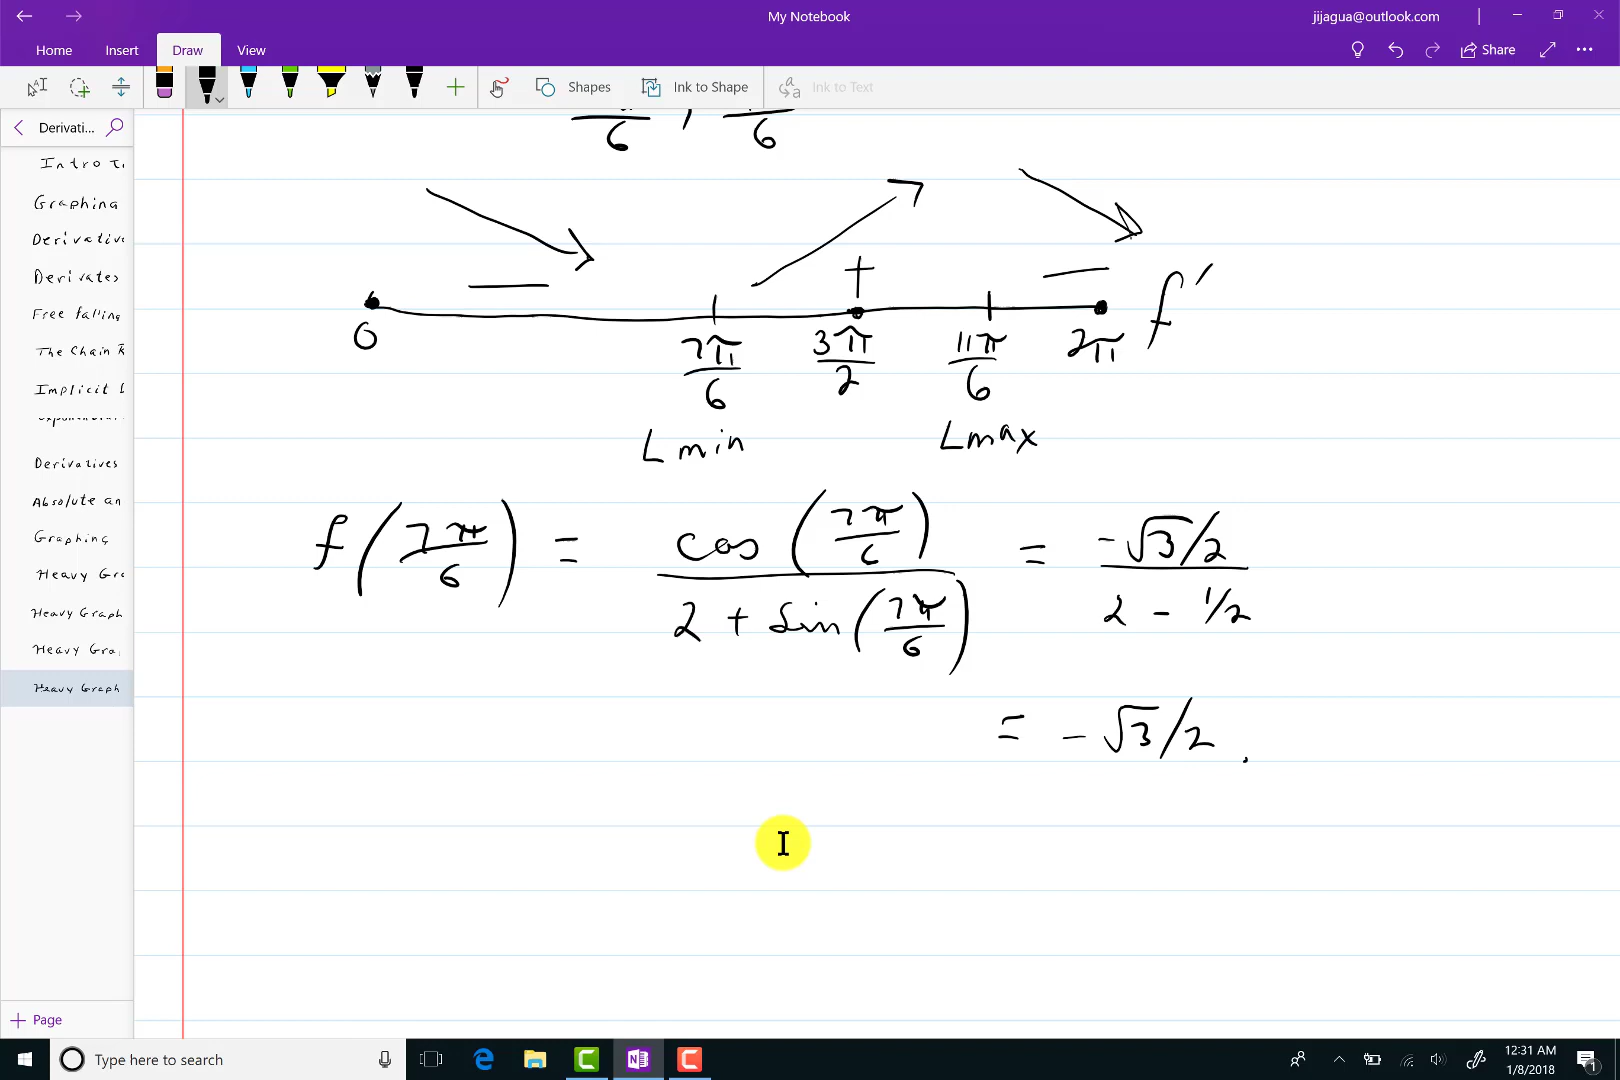 My Notebook
jijagua@outlook.com
Home Insert Draw View
Share
Shapes Ink to Shape Ink to Text
Derivati...
Intro
Graphing
Derivative
Derivates
Free falling
The Chain R
Implicit
Derivatives
Absolute an
Graphing
Heavy Gra
Heavy Graph
Heavy Gra
Heavy Graph
Page
6 , 6
− + − f'
0 7π/6 3π/2 11π/6 2π
Lmin Lmax
f(7π/6) = cos(7π/6) / (2 + sin(7π/6)) = -√3/2 / (2 - 1/2)
= -√3/2 .
Type here to search
12:31 AM
1/8/2018
1